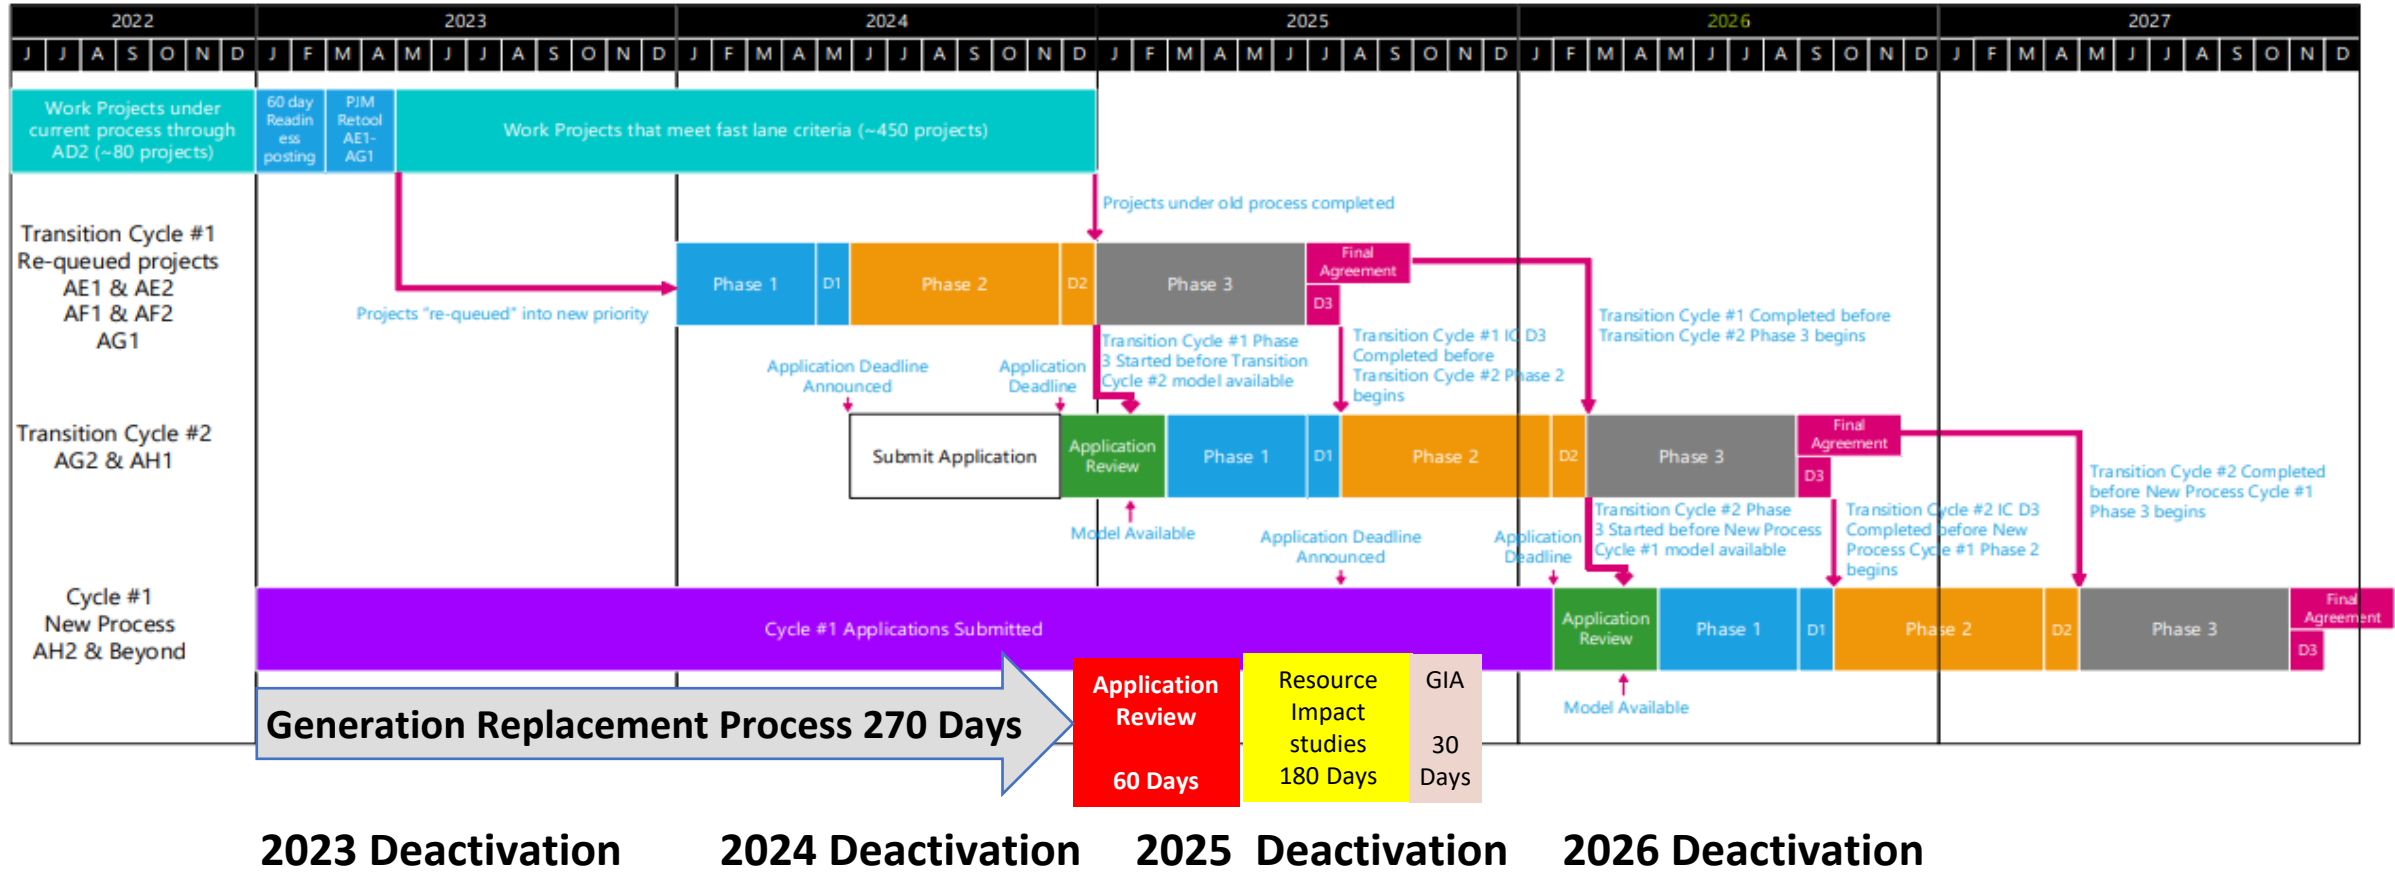 2022 2023 2024 2025 2026 2027
J J A S O N D J F M A M J J A S O N D J F M A M J J A S O N D J F M A M J J A S O N D J F M A M J J A S O N D J F M A M J J A S O N D
Work Projects under
current process through
AD2 (~80 projects)
60 day
Readin
ess
posting
PJM
Retool
AE1-
AG1
Work Projects that meet fast lane criteria (~450 projects)
Projects under old process completed
Transition Cycle #1
Re-queued projects
AE1 & AE2
AF1 & AF2
AG1
Projects "re-queued" into new priority
Phase 1
D1
Phase 2
D2
Phase 3
Final
Agreement
D3
Transition Cycle #1 Completed before
Transition Cycle #2 Phase 3 begins
Transition Cycle #1 Phase
3 Started before Transition
Cycle #2 model available
Transition Cycle #1 IC D3
Completed before
Transition Cycle #2 Phase 2
begins
Application Deadline
Announced
Application
Deadline
Transition Cycle #2
AG2 & AH1
Submit Application
Application
Review
Phase 1
D1
Phase 2
D2
Phase 3
Final
Agreement
D3
Transition Cycle #2 Completed
before New Process Cycle #1
Phase 3 begins
Model Available
Application Deadline
Announced
Application
Deadline
Transition Cycle #2 Phase
3 Started before New Process
Cycle #1 model available
Transition Cycle #2 IC D3
Completed before New
Process Cycle #1 Phase 2
begins
Cycle #1
New Process
AH2 & Beyond
Cycle #1 Applications Submitted
Application
Review
Phase 1
D1
Phase 2
D2
Phase 3
Final
Agreement
D3
Model Available
Generation Replacement Process 270 Days
Application
Review
60 Days
Resource
Impact
studies
180 Days
GIA
30
Days
2023 Deactivation 2024 Deactivation 2025 Deactivation 2026 Deactivation